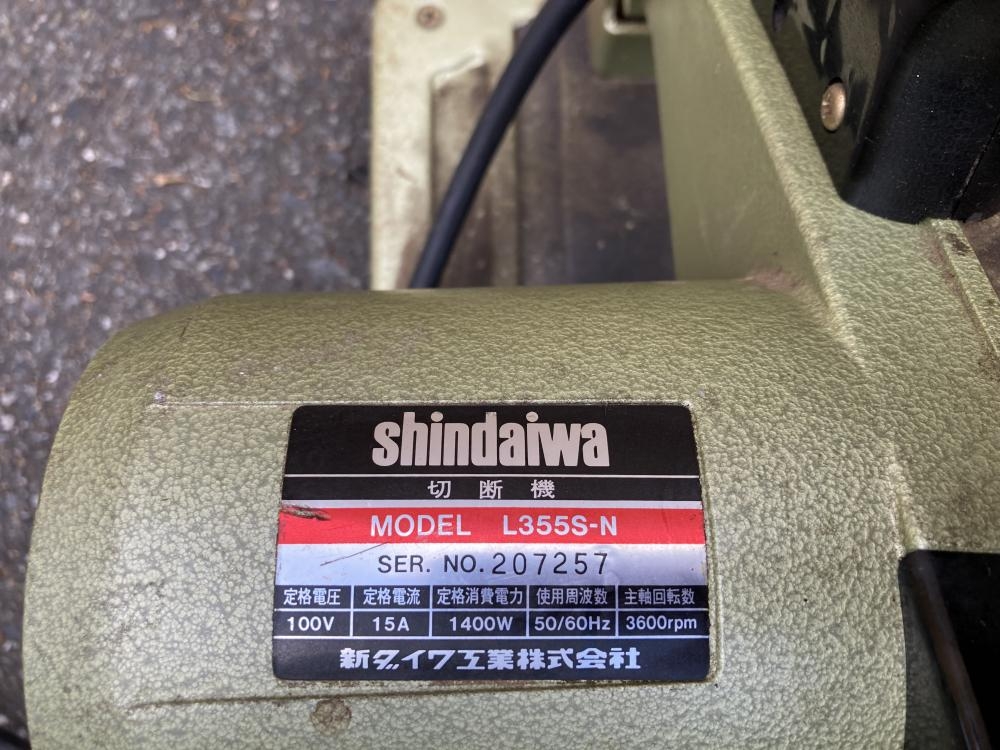 shindaiwa
切断機
MODEL L355S-N
SER. NO. 207257
定格電圧 定格電流 定格消費電力 使用周波数 主軸回転数
100V 15A 1400W 50/60Hz 3600rpm
新ダイワ工業株式会社